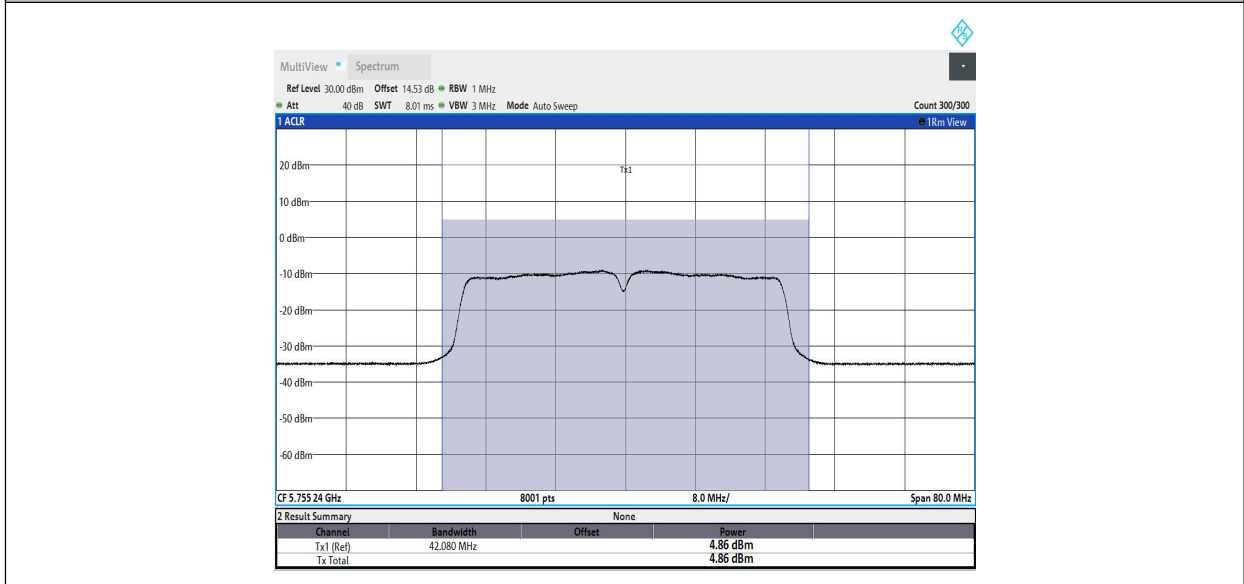 R S
MultiView Spectrum
Ref Level 30.00 dBm Offset 14.53 dB RBW 1 MHz
Att 40 dB SWT 8.01 ms VBW 3 MHz Mode Auto Sweep Count 300/300
1 ACLR 1Rm View
Tx1
20 dBm
10 dBm
0 dBm
-10 dBm
-20 dBm
-30 dBm
-40 dBm
-50 dBm
-60 dBm
CF 5.755 24 GHz 8001 pts 8.0 MHz/ Span 80.0 MHz
2 Result Summary None
Channel Bandwidth Offset Power
Tx1 (Ref) 42.080 MHz 4.86 dBm
Tx Total 4.86 dBm